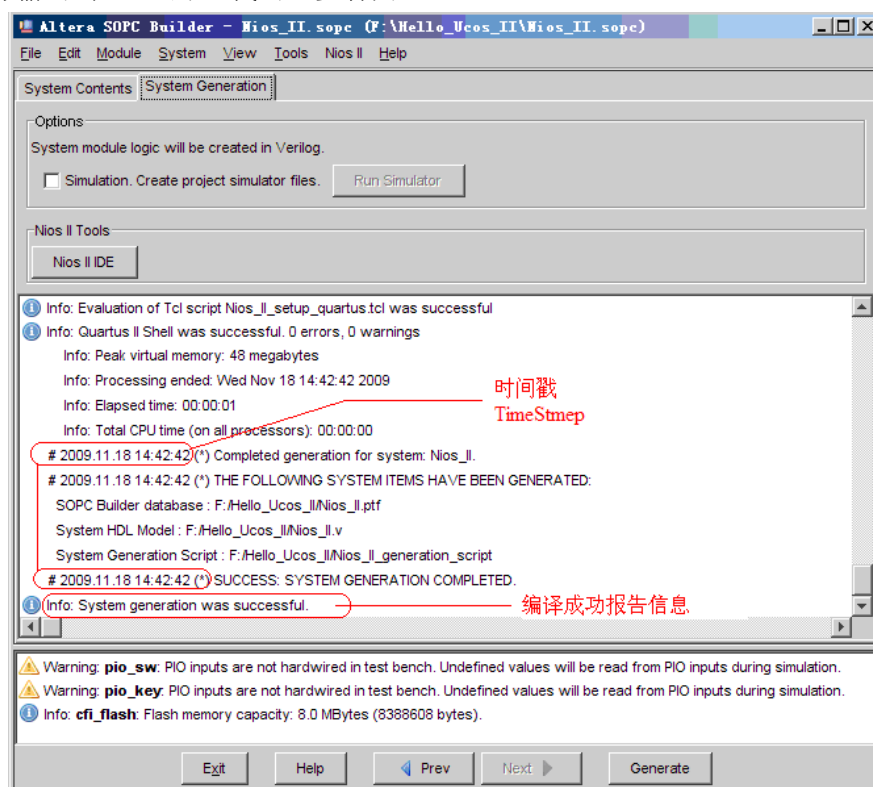 Altera SOPC Builder - Nios_II.sopc (F:\Hello_Ucos_II\Nios_II.sopc)
File Edit Module System View Tools Nios II Help
System Contents System Generation
Options
System module logic will be created in Verilog.
Simulation. Create project simulator files. Run Simulator
Nios II Tools
Nios II IDE
Info: Evaluation of Tcl script Nios_II_setup_quartus.tcl was successful
Info: Quartus II Shell was successful. 0 errors, 0 warnings
Info: Peak virtual memory: 48 megabytes
Info: Processing ended: Wed Nov 18 14:42:42 2009
时间戳
Info: Elapsed time: 00:00:01
TimeStmep
Info: Total CPU time (on all processors): 00:00:00
# 2009.11.18 14:42:42 (*) Completed generation for system: Nios_II.
# 2009.11.18 14:42:42 (*) THE FOLLOWING SYSTEM ITEMS HAVE BEEN GENERATED:
SOPC Builder database : F:/Hello_Ucos_II/Nios_II.ptf
System HDL Model : F:/Hello_Ucos_II/Nios_II.v
System Generation Script : F:/Hello_Ucos_II/Nios_II_generation_script
# 2009.11.18 14:42:42 (*) SUCCESS: SYSTEM GENERATION COMPLETED.
Info: System generation was successful. 编译成功报告信息
Warning: pio_sw: PIO inputs are not hardwired in test bench. Undefined values will be read from PIO inputs during simulation.
Warning: pio_key: PIO inputs are not hardwired in test bench. Undefined values will be read from PIO inputs during simulation.
Info: cfi_flash: Flash memory capacity: 8.0 MBytes (8388608 bytes).
Exit Help Prev Next Generate